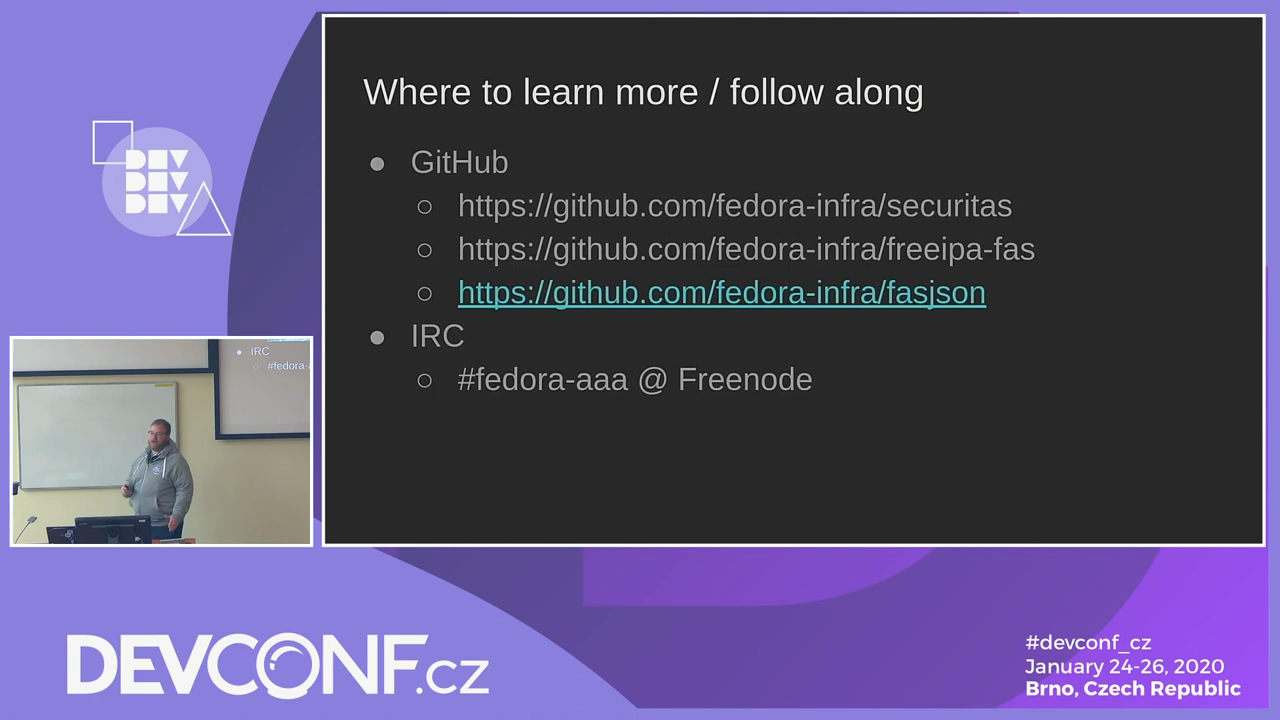 Where to learn more / follow along
● GitHub
○ https://github.com/fedora-infra/securitas
○ https://github.com/fedora-infra/freeipa-fas
○ https://github.com/fedora-infra/fasjson
● IRC
○ #fedora-aaa @ Freenode
DEV
DEV
DEV
● IRC
○ #fedora-a
DEVCONF.cz
#devconf_cz
January 24-26, 2020
Brno, Czech Republic